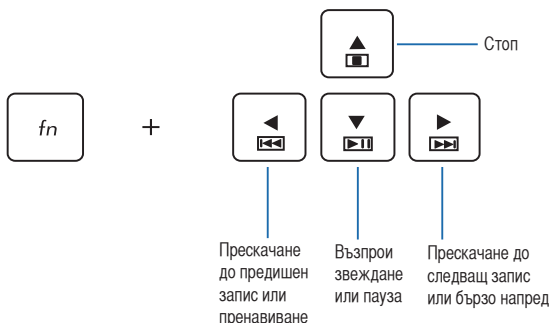 Стоп
fn
+
Прескачане
до предишен
запис или
пренавиване
Възпрои
звеждане
или пауза
Прескачане до
следващ запис
или бързо напред